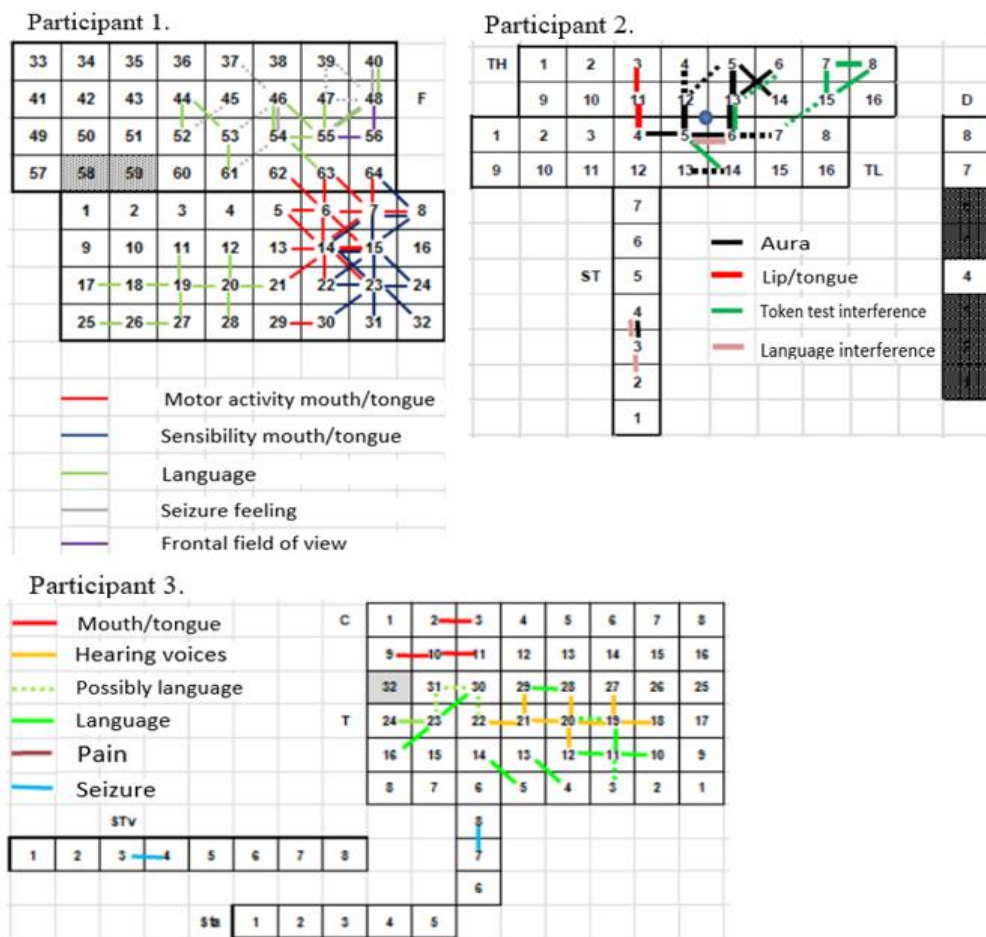 Participant 1.
33 34 35 36 37 38 39 40
41 42 43 44 45 46 47 48 F
49 50 51 52 53 54 55 56
57 58 59 60 61 62 63 64
1 2 3 4 5 6 7 8
9 10 11 12 13 14 15 16
17 18 19 20 21 22 23 24
25 26 27 28 29 30 31 32
Motor activity mouth/tongue
Sensibility mouth/tongue
Language
Seizure feeling
Frontal field of view
Participant 2.
TH 1 2 3 4 5 6 7 8
9 10 11 12 13 14 15 16 D
1 2 3 4 5 6 7 8 8
9 10 11 12 13 14 15 16 TL 7
7
6
ST 5 4
4
3
2
1
Aura
Lip/tongue
Token test interference
Language interference
Participant 3.
Mouth/tongue
Hearing voices
Possibly language
Language
Pain
Seizure
C 1 2 3 4 5 6 7 8
9 10 11 12 13 14 15 16
32 31 30 29 28 27 26 25
T 24 23 22 21 20 19 18 17
16 15 14 13 12 11 10 9
8 7 6 5 4 3 2 1
STv 8
1 2 3 4 5 6 7 8 7
6
Sta 1 2 3 4 5